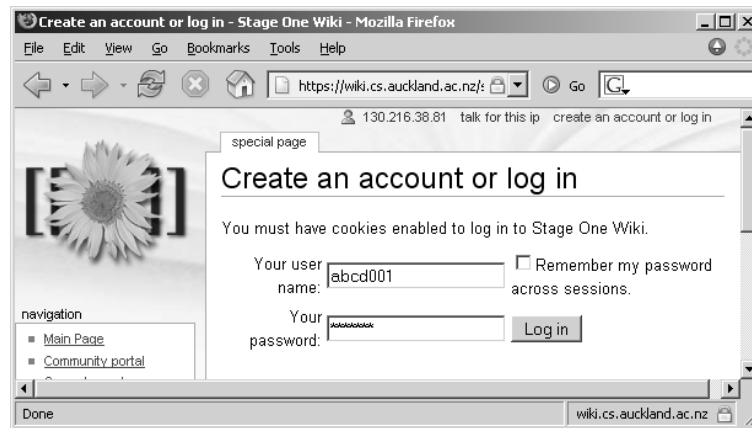 Create an account or log in - Stage One Wiki - Mozilla Firefox
File Edit View Go Bookmarks Tools Help
https://wiki.cs.auckland.ac.nz/s Go G
130.216.38.81 talk for this ip create an account or log in
special page
Create an account or log in
You must have cookies enabled to log in to Stage One Wiki.
Your user name: abcd001
Remember my password across sessions.
Your password: ********
Log in
navigation
Main Page
Community portal
Done wiki.cs.auckland.ac.nz